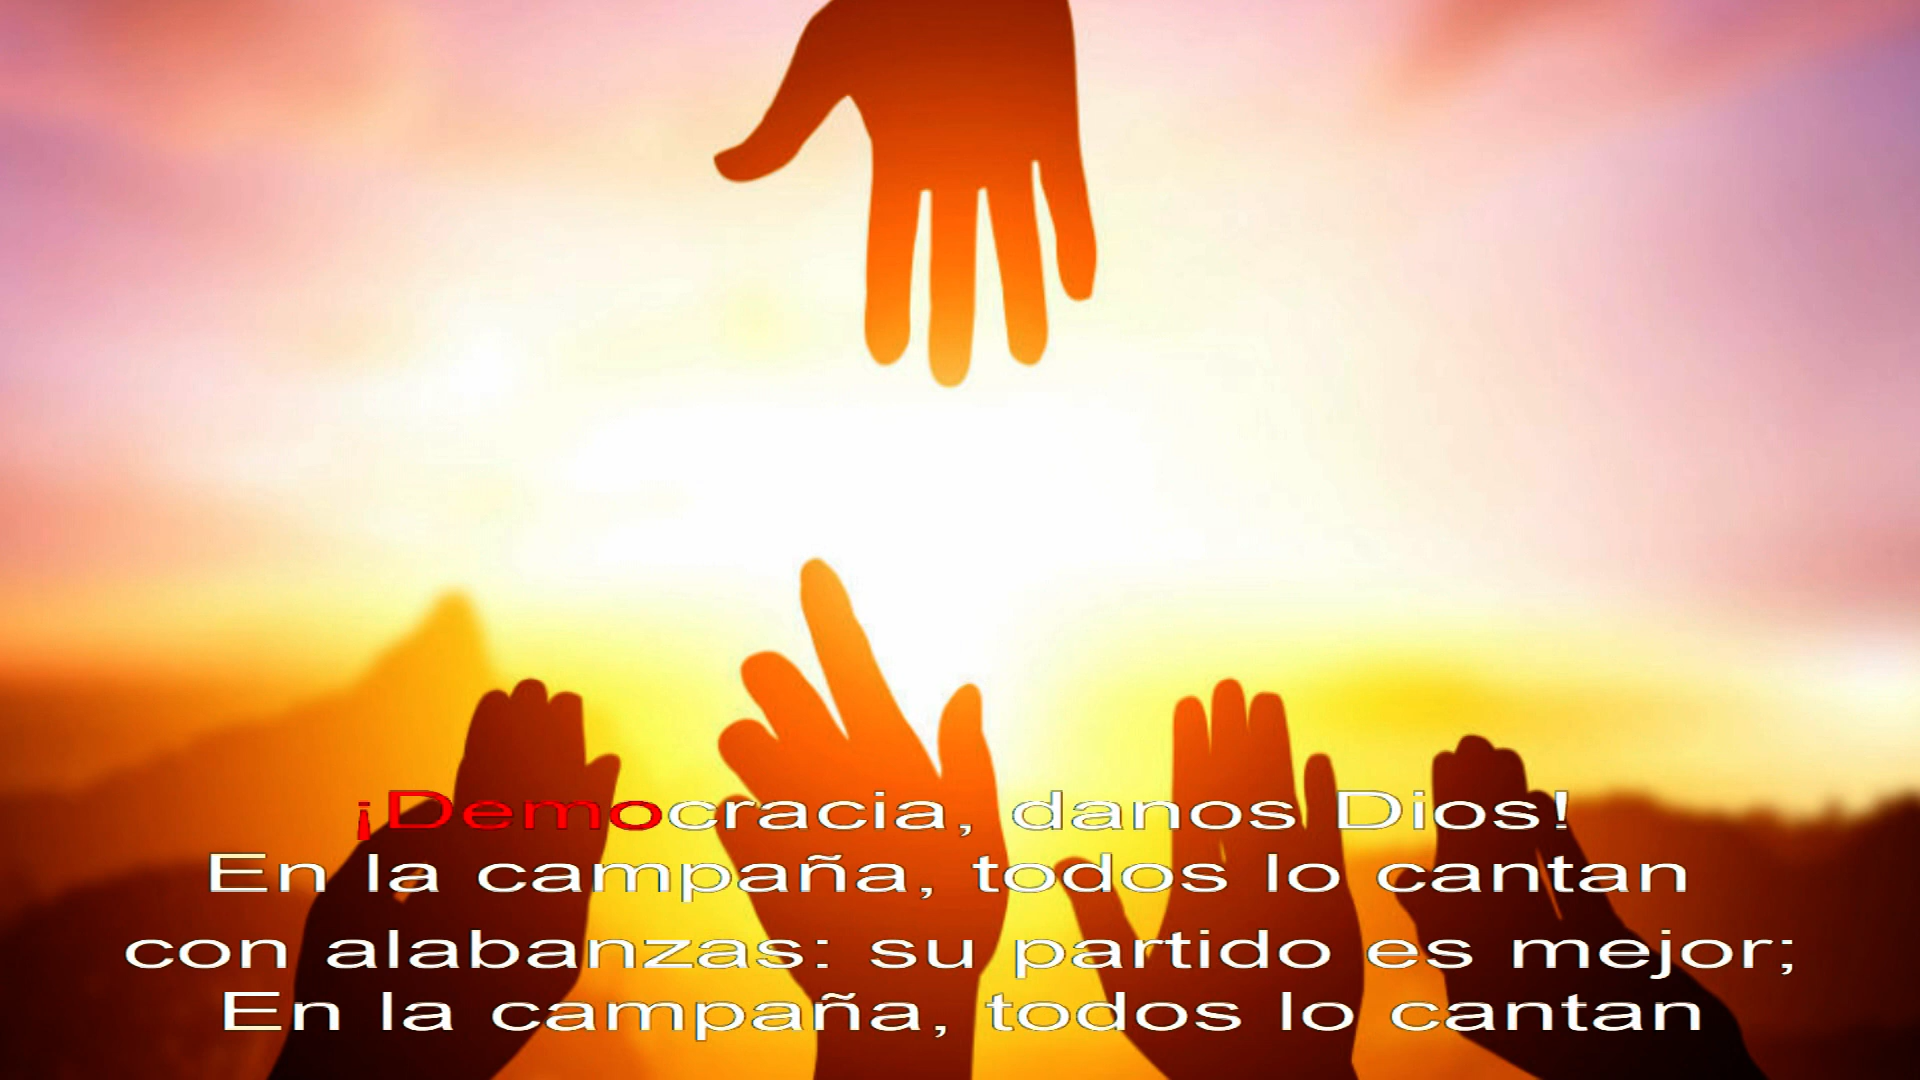 ¡Democracia, danos Dios!
En la campaña, todos lo cantan
con alabanzas: su partido es mejor;
En la campaña, todos lo cantan